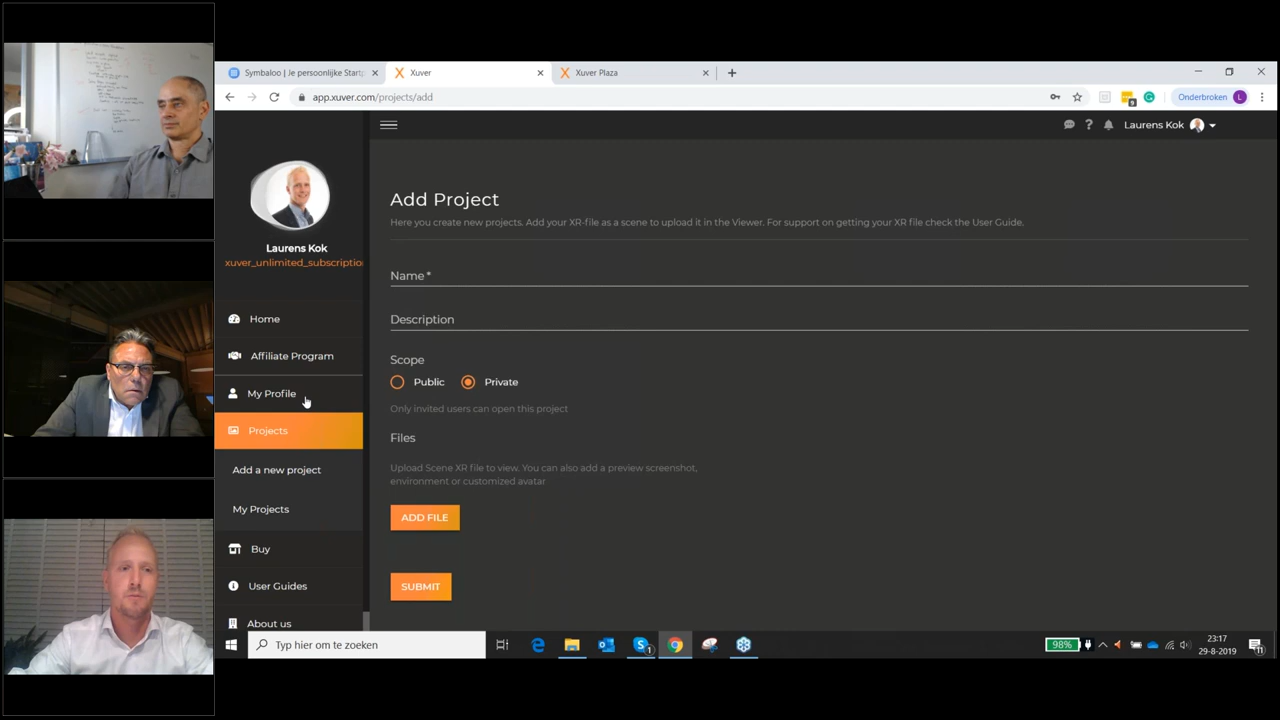 Symbaloo | Je persoonlijke Startp
Xuver
Xuver Plaza
app.xuver.com/projects/add
9
Onderbroken
L
Laurens Kok
Laurens Kok
xuver_unlimited_subscriptio
Home
Affiliate Program
My Profile
Projects
Add a new project
My Projects
Buy
User Guides
About us
Add Project
Here you create new projects. Add your XR-file as a scene to upload it in the Viewer. For support on getting your XR file check the User Guide.
Name *
Description
Scope
Public
Private
Only invited users can open this project
Files
Upload Scene XR file to view. You can also add a preview screenshot,
environment or customized avatar
ADD FILE
SUBMIT
Typ hier om te zoeken
1
98%
23:17
29-8-2019
11